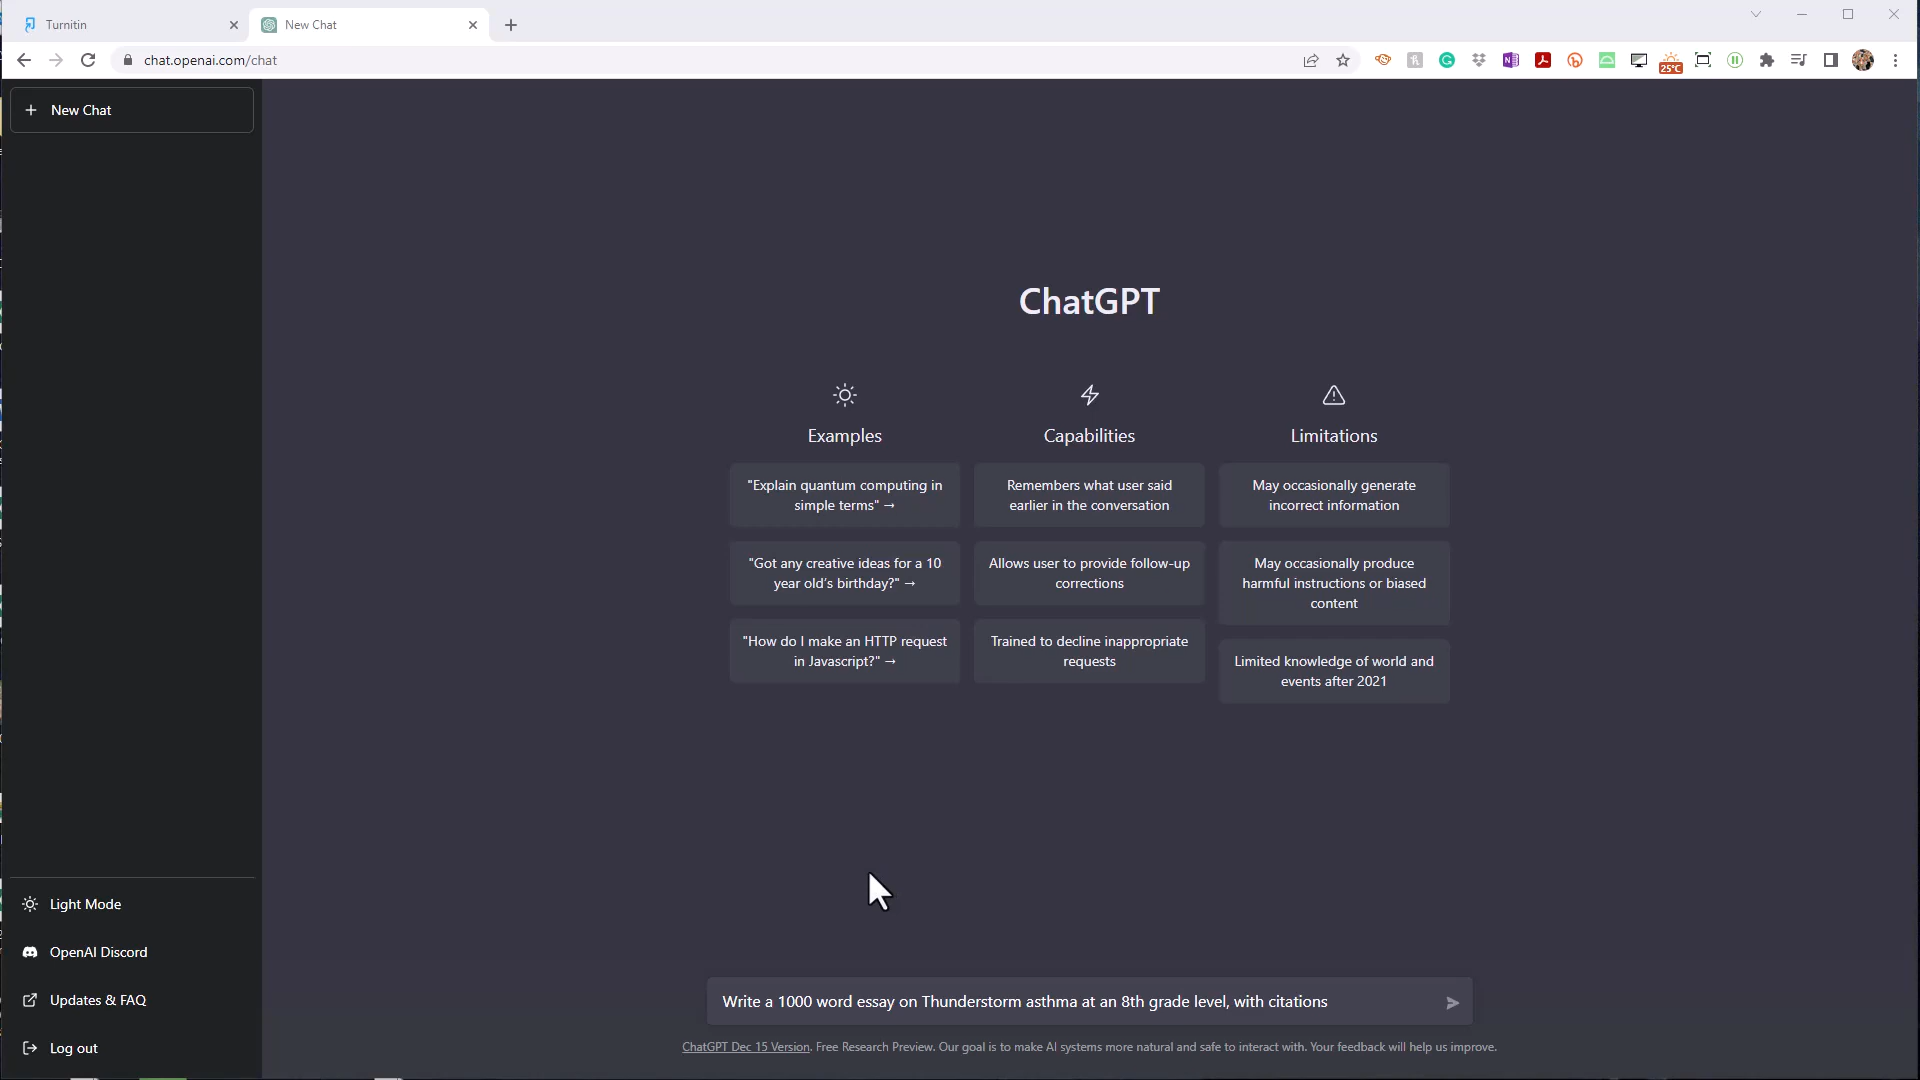 Turnitin
New Chat
chat.openai.com/chat
25°C
New Chat
ChatGPT
Examples
Capabilities
Limitations
"Explain quantum computing in
simple terms" →
Remembers what user said
earlier in the conversation
May occasionally generate
incorrect information
"Got any creative ideas for a 10
year old's birthday?" →
Allows user to provide follow-up
corrections
May occasionally produce
harmful instructions or biased
content
"How do I make an HTTP request
in Javascript?" →
Trained to decline inappropriate
requests
Limited knowledge of world and
events after 2021
Light Mode
OpenAI Discord
Updates & FAQ
Log out
Write a 1000 word essay on Thunderstorm asthma at an 8th grade level, with citations
ChatGPT Dec 15 Version. Free Research Preview. Our goal is to make AI systems more natural and safe to interact with. Your feedback will help us improve.